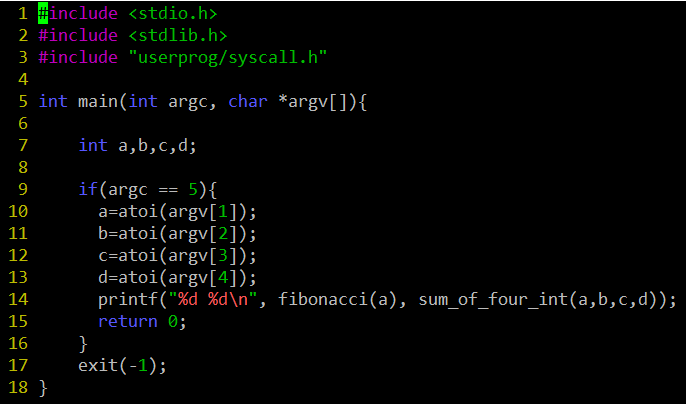 1 #include <stdio.h>
2 #include <stdlib.h>
3 #include "userprog/syscall.h"
4
5 int main(int argc, char *argv[]){
6
7     int a,b,c,d;
8
9     if(argc == 5){
10       a=atoi(argv[1]);
11       b=atoi(argv[2]);
12       c=atoi(argv[3]);
13       d=atoi(argv[4]);
14       printf("%d %d\n", fibonacci(a), sum_of_four_int(a,b,c,d));
15       return 0;
16     }
17     exit(-1);
18 }